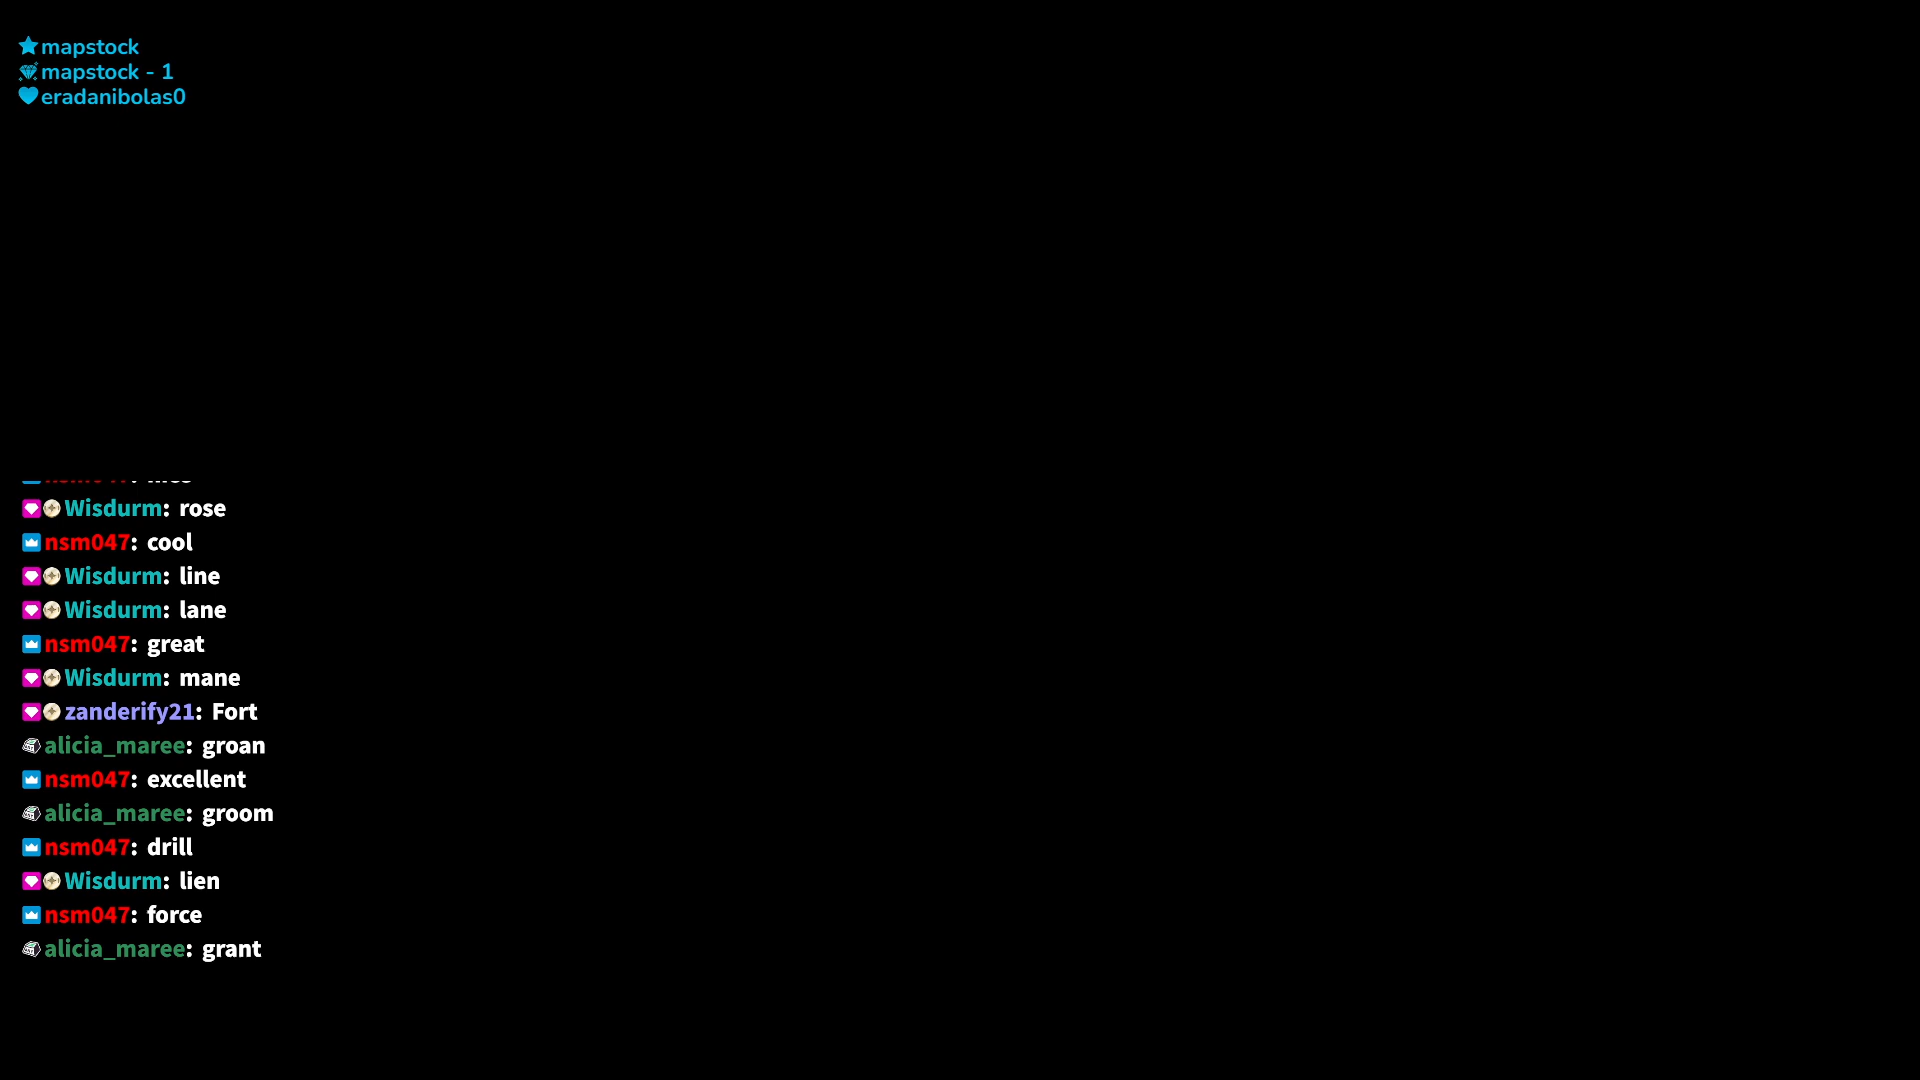 mapstock
mapstock - 1
eradanibolas0
Wisdurm: rose
nsm047: cool
Wisdurm: line
Wisdurm: lane
nsm047: great
Wisdurm: mane
zanderify21: Fort
alicia_maree: groan
nsm047: excellent
alicia_maree: groom
nsm047: drill
Wisdurm: lien
nsm047: force
alicia_maree: grant